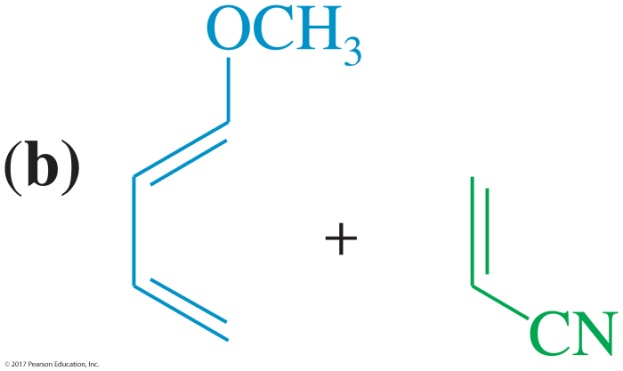 OCH3
(b)
+
CN
© 2017 Pearson Education, Inc.